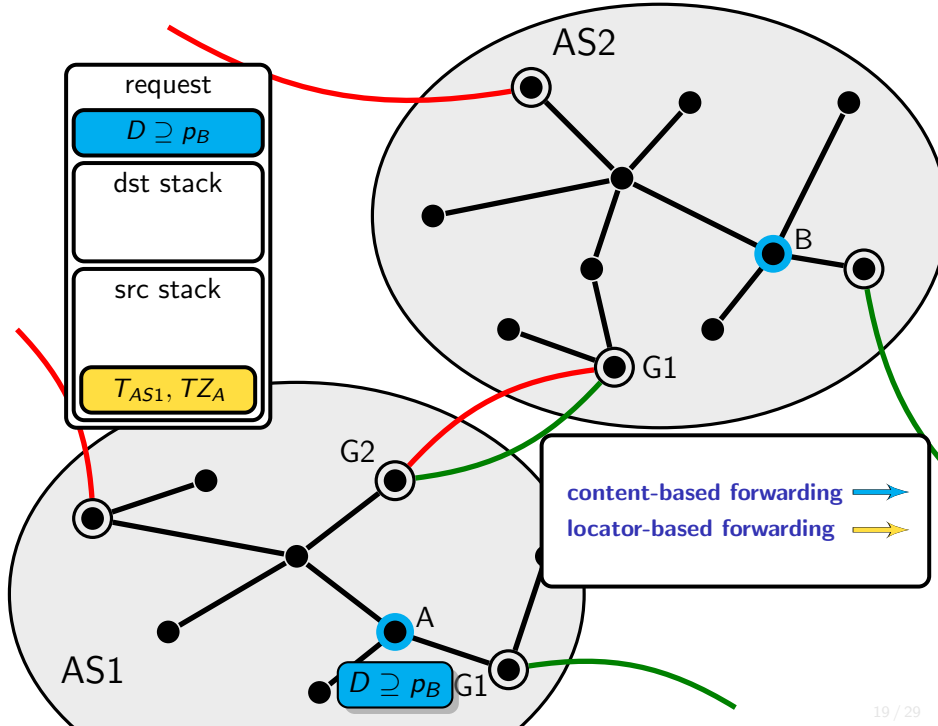 AS2
request
D ⊇ p_B
dst stack
src stack
T_AS1, TZ_A
B
G1
G2
content-based forwarding
locator-based forwarding
A
AS1
D ⊇ p_B
G1
19 / 29